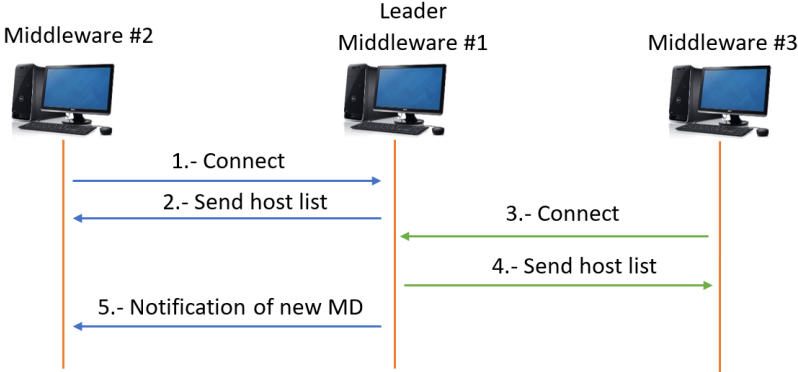 Leader
Middleware #2
Middleware #1
Middleware #3
1.- Connect
2.- Send host list
3.- Connect
4.- Send host list
5.- Notification of new MD